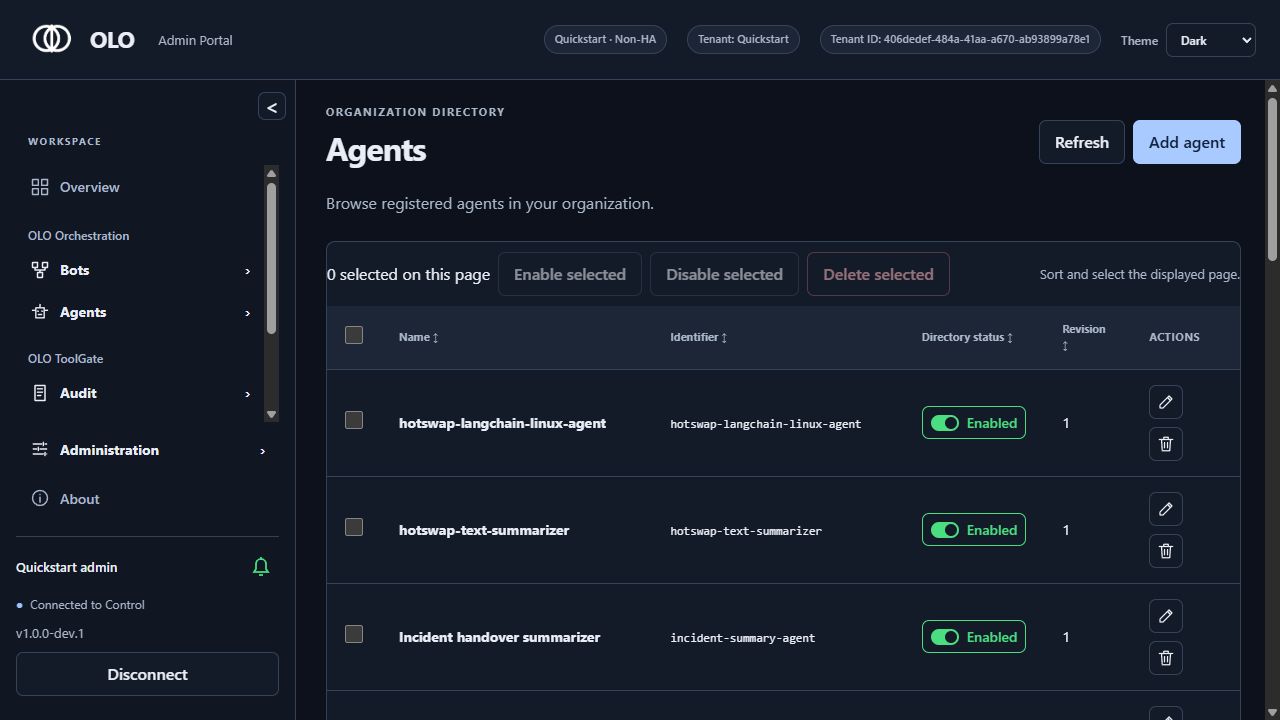 OLO
Admin Portal
Quickstart · Non-HA
Tenant: Quickstart
Tenant ID: 406dedef-484a-41aa-a670-ab93899a78e1
Theme
Dark
<
WORKSPACE
Overview
OLO Orchestration
Bots ›
Agents ›
OLO ToolGate
Audit ›
Administration ›
About
Quickstart admin
Connected to Control
v1.0.0-dev.1
Disconnect
ORGANIZATION DIRECTORY
Agents
Refresh
Add agent
Browse registered agents in your organization.
0 selected on this page
Enable selected
Disable selected
Delete selected
Sort and select the displayed page.
Name ↕ Identifier ↕ Directory status ↕ Revision ↕ ACTIONS
hotswap-langchain-linux-agent hotswap-langchain-linux-agent Enabled 1
hotswap-text-summarizer hotswap-text-summarizer Enabled 1
Incident handover summarizer incident-summary-agent Enabled 1